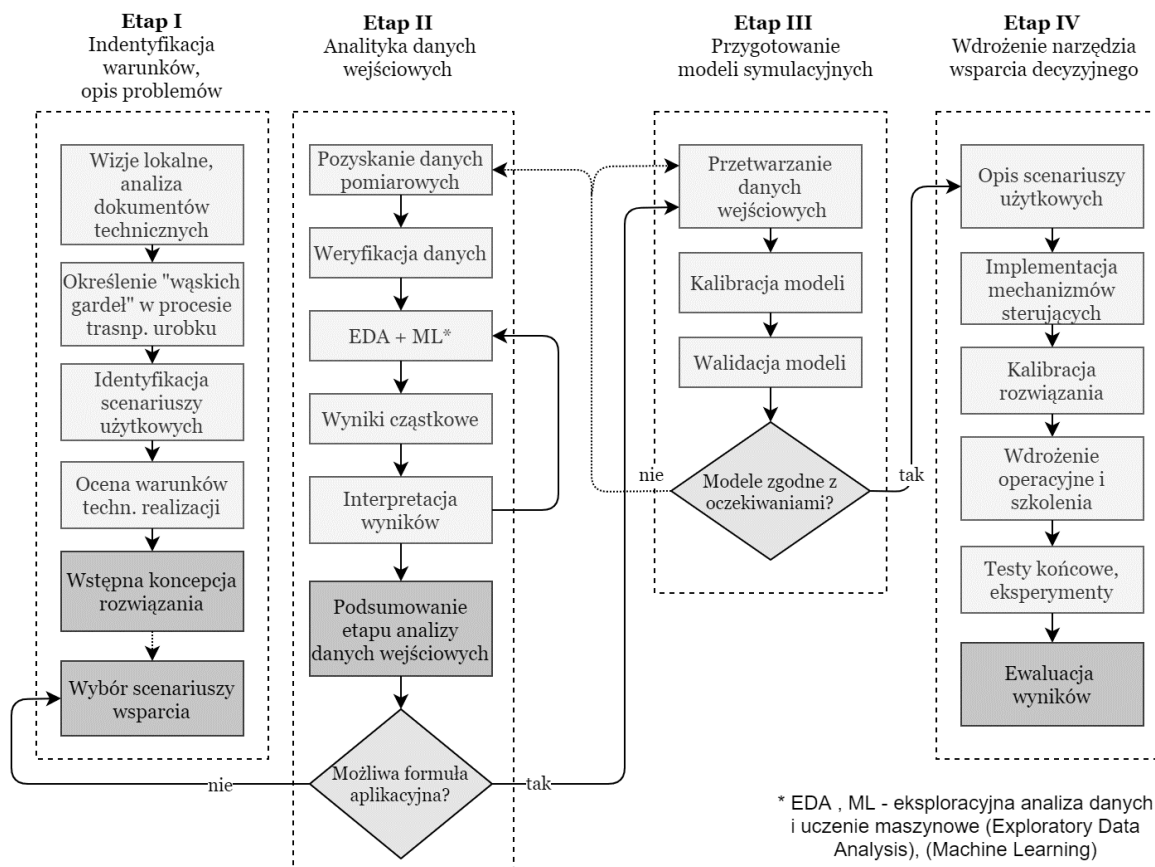 Etap I
Indentyfikacja
warunków,
opis problemów
Wizje lokalne,
analiza
dokumentów
technicznych
Określenie "wąskich
gardeł" w procesie
trasnp. urobku
Identyfikacja
scenariuszy
użytkowych
Ocena warunków
techn. realizacji
Wstępna koncepcja
rozwiązania
Wybór scenariuszy
wsparcia
Etap II
Analityka danych
wejściowych
Pozyskanie danych
pomiarowych
Weryfikacja danych
EDA + ML*
Wyniki cząstkowe
Interpretacja
wyników
Podsumowanie
etapu analizy
danych wejściowych
Możliwa formuła
aplikacyjna?
nie
tak
Etap III
Przygotowanie
modeli symulacyjnych
Przetwarzanie
danych
wejściowych
Kalibracja modeli
Walidacja modeli
Modele zgodne z
oczekiwaniami?
nie
tak
Etap IV
Wdrożenie narzędzia
wsparcia decyzyjnego
Opis scenariuszy
użytkowych
Implementacja
mechanizmów
sterujących
Kalibracja
rozwiązania
Wdrożenie
operacyjne i
szkolenia
Testy końcowe,
eksperymenty
Ewaluacja
wyników
* EDA , ML - eksploracyjna analiza danych
i uczenie maszynowe (Exploratory Data
Analysis), (Machine Learning)